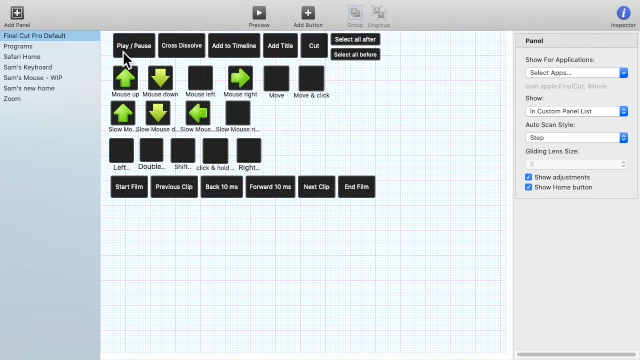 Add Panel
Preview
Add Button
Group
Ungroup
Inspector
Final Cut Pro Default
Programs
Safari Home
Sam's Keyboard
Sam's Mouse - WIP
Sam's new home
Zoom
Play / Pause
Cross Dissolve
Add to Timeline
Add Title
Cut
Select all after
Select all before
Mouse up
Mouse down
Mouse left
Mouse right
Move
Move & click
Slow Mo...
Slow Mouse d...
Slow Mous...
Slow Mouse ri...
Left..
Double..
Shift..
click & hold ..
Right..
Start Film
Previous Clip
Back 10 ms
Forward 10 ms
Next Clip
End Film
Panel
Show For Applications:
Select Apps...
com.apple.FinalCut, iMovie
Show:
In Custom Panel List
Auto Scan Style:
Step
Gliding Lens Size:
5
Show adjustments
Show Home button